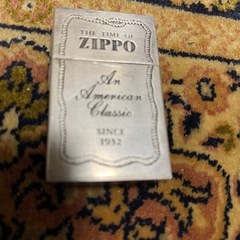 THE TIME OF
ZIPPO
An
American
Classic
SINCE
1932